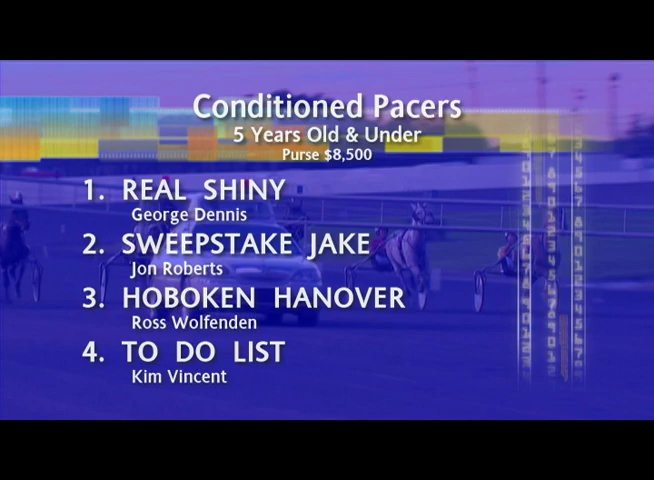 Conditioned Pacers
5 Years Old & Under
Purse $8,500
1. REAL SHINY
George Dennis
2. SWEEPSTAKE JAKE
Jon Roberts
3. HOBOKEN HANOVER
Ross Wolfenden
4. TO DO LIST
Kim Vincent